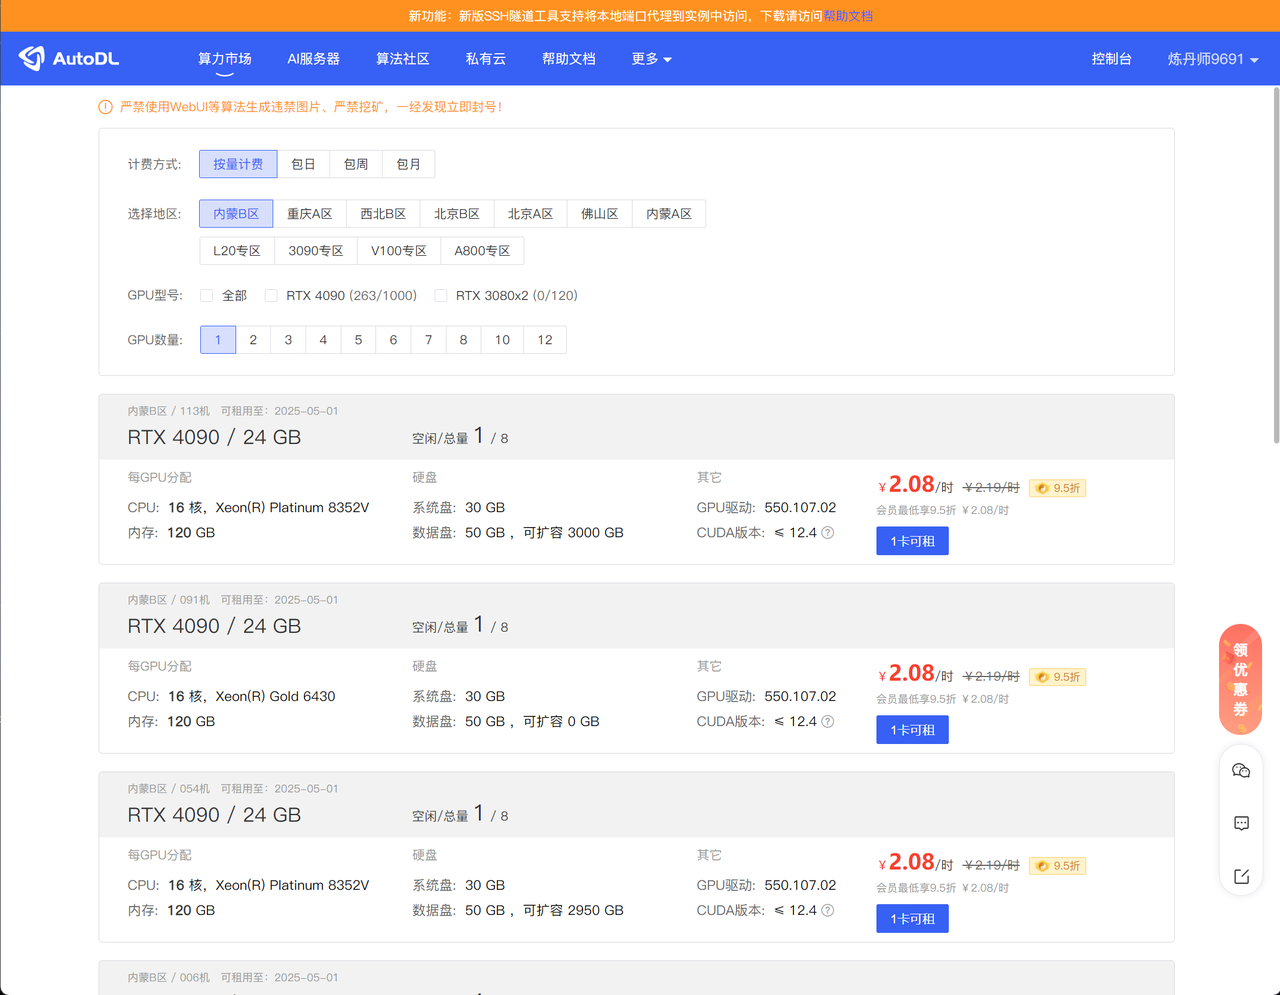 新功能：新版SSH隧道工具支持将本地端口代理到实例中访问，下载请访问帮助文档
AutoDL 算力市场 AI服务器 算法社区 私有云 帮助文档 更多 控制台 炼丹师9691
严禁使用WebUI等算法生成违禁图片、严禁挖矿，一经发现立即封号！
计费方式: 按量计费 包日 包周 包月
选择地区: 内蒙B区 重庆A区 西北B区 北京B区 北京A区 佛山区 内蒙A区
L20专区 3090专区 V100专区 A800专区
GPU型号: 全部 RTX 4090 (263/1000) RTX 3080x2 (0/120)
GPU数量: 1 2 3 4 5 6 7 8 10 12
内蒙B区 / 113机 可租用至：2025-05-01
RTX 4090 / 24 GB 空闲/总量 1 / 8
每GPU分配 硬盘 其它 ¥2.08/时 ¥2.19/时 9.5折
会员最低享9.5折 ¥2.08/时
CPU: 16 核，Xeon(R) Platinum 8352V 系统盘: 30 GB GPU驱动: 550.107.02
内存: 120 GB 数据盘: 50 GB ，可扩容 3000 GB CUDA版本: ≤ 12.4 1卡可租
内蒙B区 / 091机 可租用至：2025-05-01
RTX 4090 / 24 GB 空闲/总量 1 / 8
每GPU分配 硬盘 其它 ¥2.08/时 ¥2.19/时 9.5折
会员最低享9.5折 ¥2.08/时
CPU: 16 核，Xeon(R) Gold 6430 系统盘: 30 GB GPU驱动: 550.107.02
内存: 120 GB 数据盘: 50 GB ，可扩容 0 GB CUDA版本: ≤ 12.4 1卡可租
领
优
惠
券
内蒙B区 / 054机 可租用至：2025-05-01
RTX 4090 / 24 GB 空闲/总量 1 / 8
每GPU分配 硬盘 其它 ¥2.08/时 ¥2.19/时 9.5折
会员最低享9.5折 ¥2.08/时
CPU: 16 核，Xeon(R) Platinum 8352V 系统盘: 30 GB GPU驱动: 550.107.02
内存: 120 GB 数据盘: 50 GB ，可扩容 2950 GB CUDA版本: ≤ 12.4 1卡可租
内蒙B区 / 006机 可租用至：2025-05-01